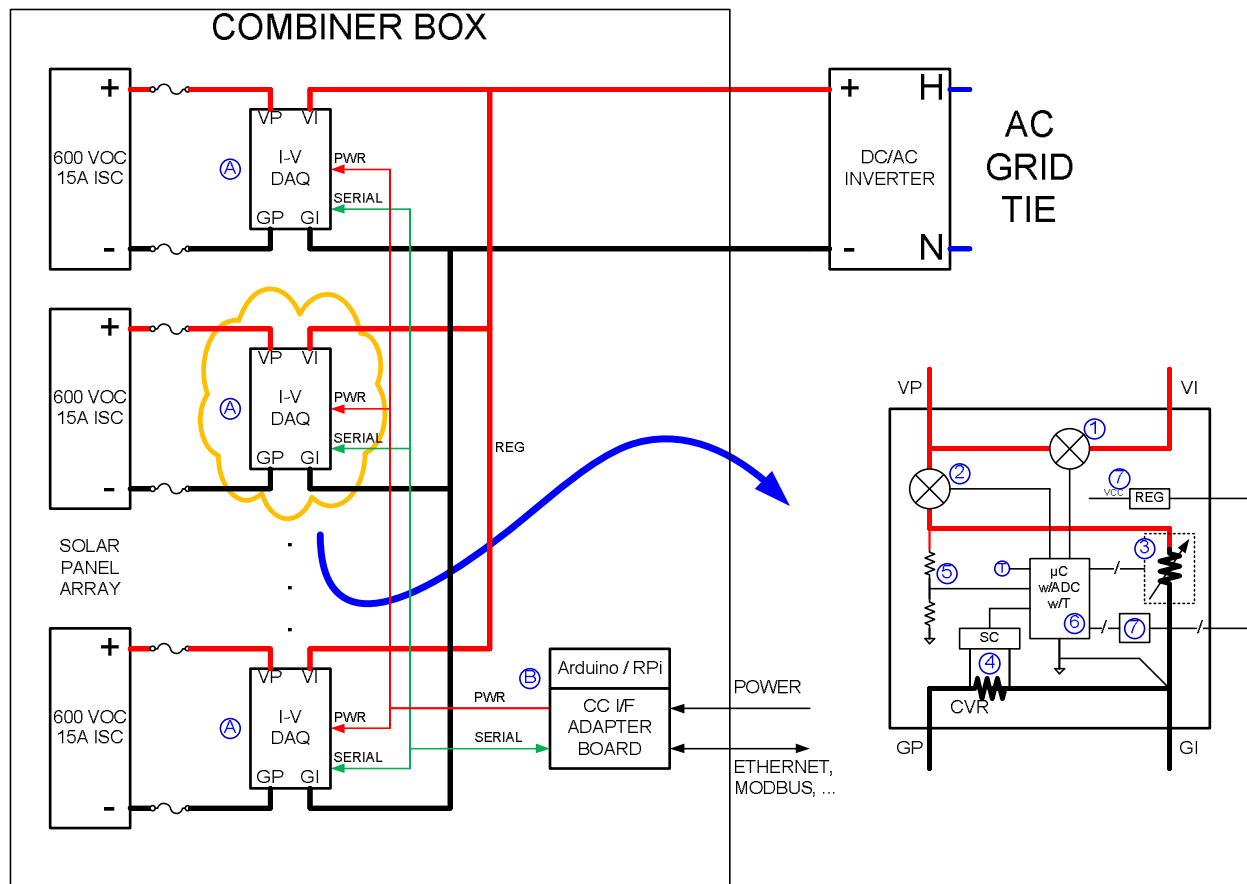 COMBINER BOX
+
600 VOC
15A ISC
-
VP
VI
I-V
DAQ
GP
GI
A
PWR
SERIAL
+
-
DC/AC
INVERTER
H
N
AC
GRID
TIE
+
600 VOC
15A ISC
-
VP
VI
I-V
DAQ
GP
GI
A
PWR
SERIAL
REG
SOLAR
PANEL
ARRAY
+
600 VOC
15A ISC
-
VP
VI
I-V
DAQ
GP
GI
A
PWR
SERIAL
B
Arduino / RPi
CC I/F
ADAPTER
BOARD
PWR
SERIAL
POWER
ETHERNET,
MODBUS, ...
VP
VI
1
2
7
VCC
REG
3
T
µC
w/ADC
w/T
5
6
7
SC
4
CVR
GP
GI